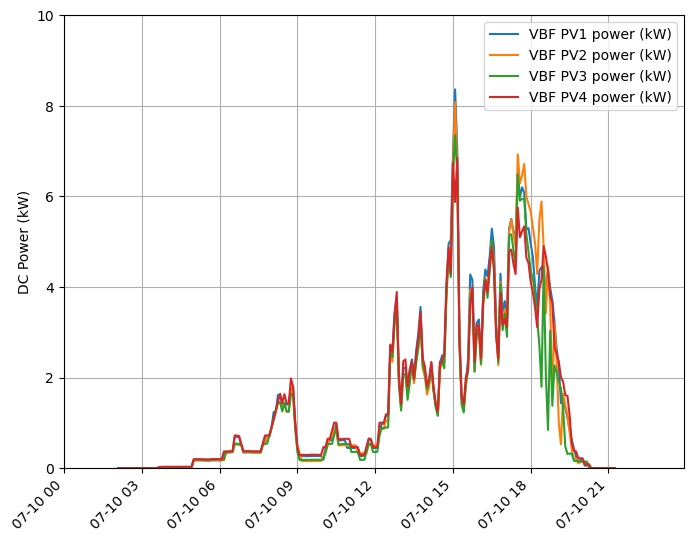 10
8
6
4
2
0
DC Power (kW)
VBF PV1 power (kW)
VBF PV2 power (kW)
VBF PV3 power (kW)
VBF PV4 power (kW)
07-10 00
07-10 03
07-10 06
07-10 09
07-10 12
07-10 15
07-10 18
07-10 21